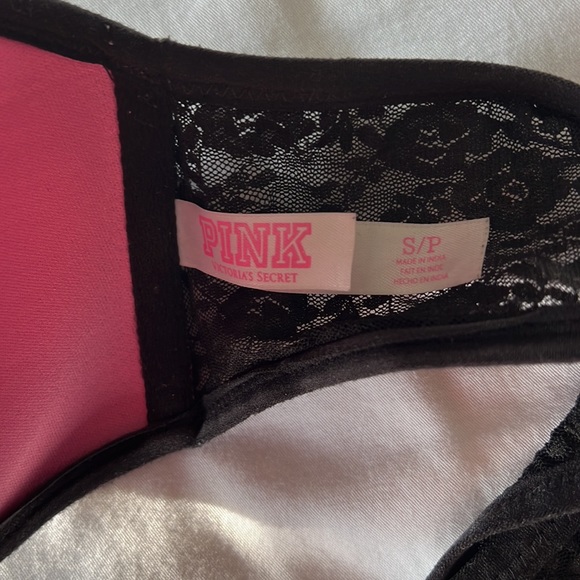 PINK
VICTORIA'S SECRET
S/P
MADE IN INDIA
FAIT EN INDE
HECHO EN INDIA